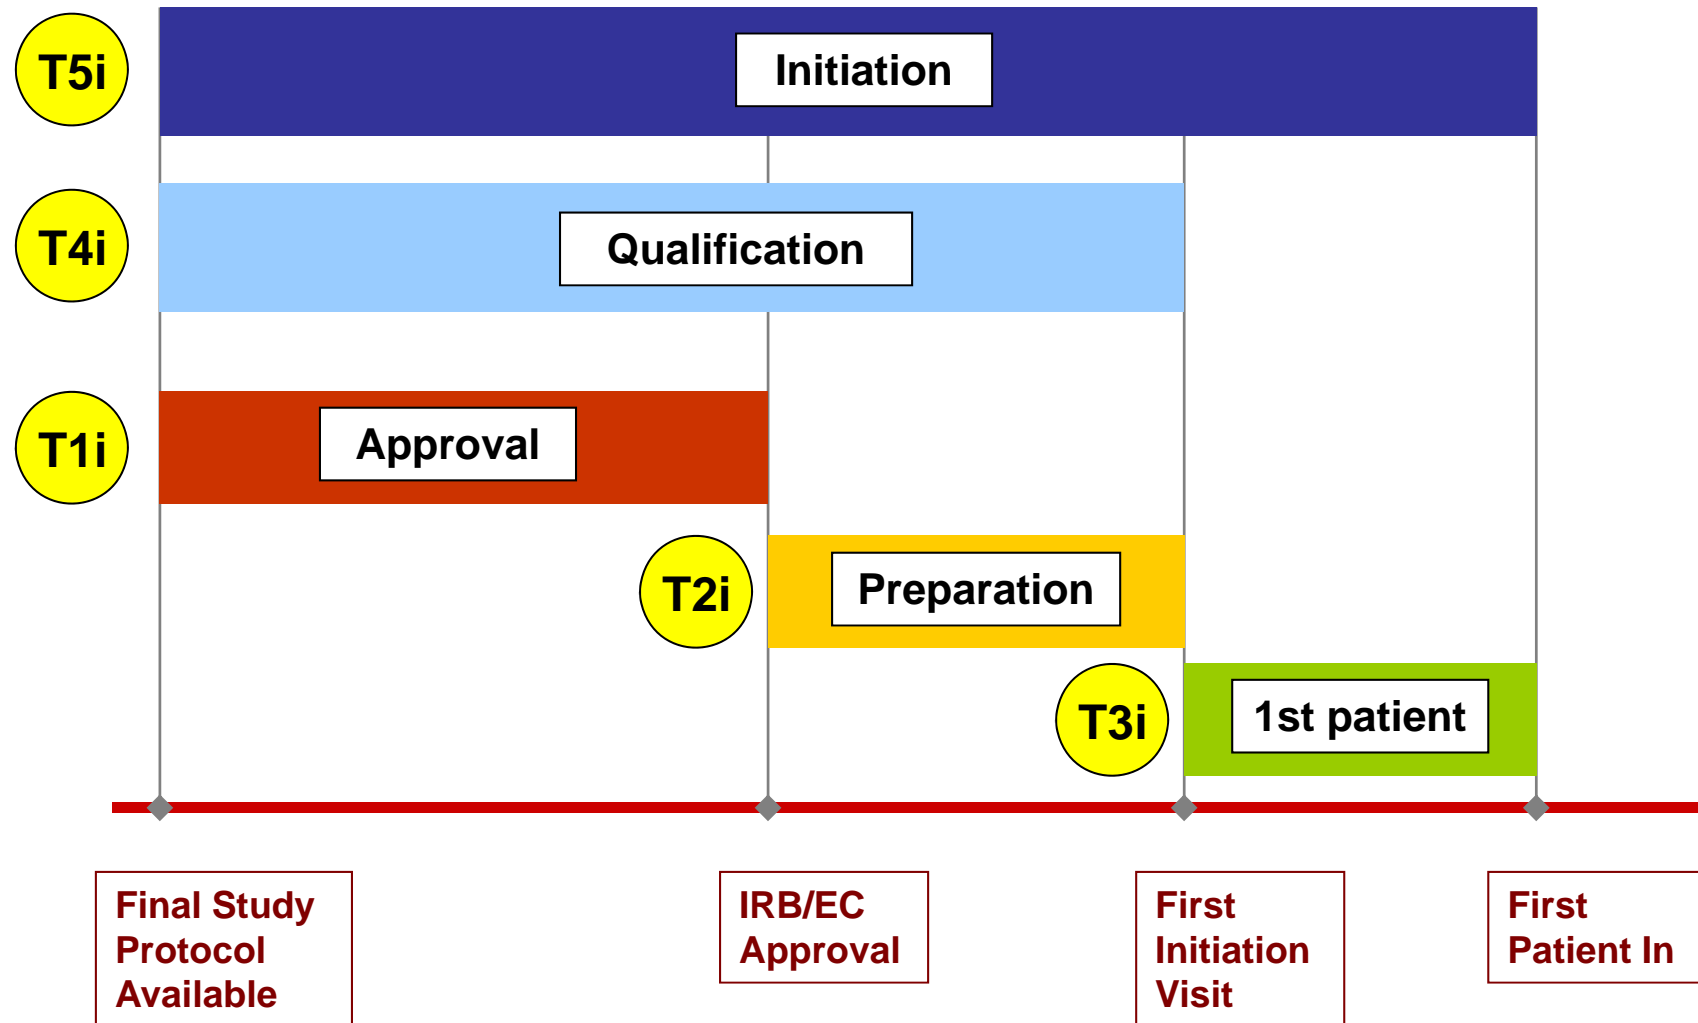 T5i
Initiation
T4i
Qualification
T1i
Approval
T2i
Preparation
T3i
1st patient
Final Study
Protocol
Available
IRB/EC
Approval
First
Initiation
Visit
First
Patient In